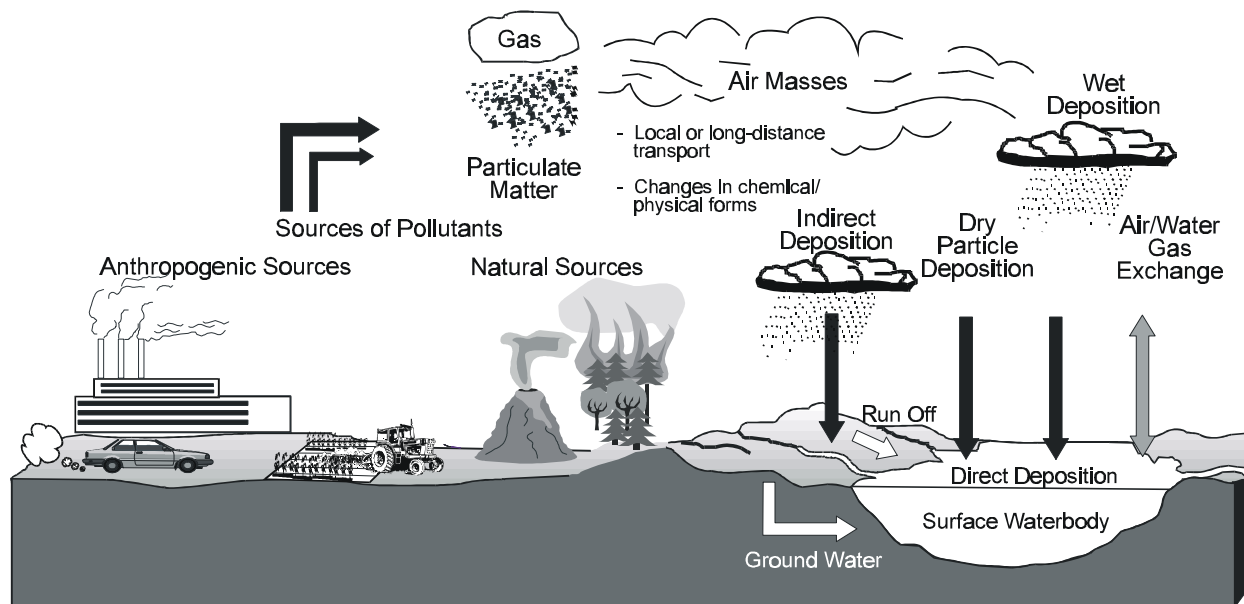 Gas
Air Masses
Wet
Deposition
- Local or long-distance
transport
Particulate
Matter
- Changes In chemical/
physical forms
Sources of Pollutants
Indirect
Deposition
Dry
Particle
Deposition
Air/Water
Gas
Exchange
Anthropogenic Sources
Natural Sources
Run Off
Direct Deposition
Surface Waterbody
Ground Water